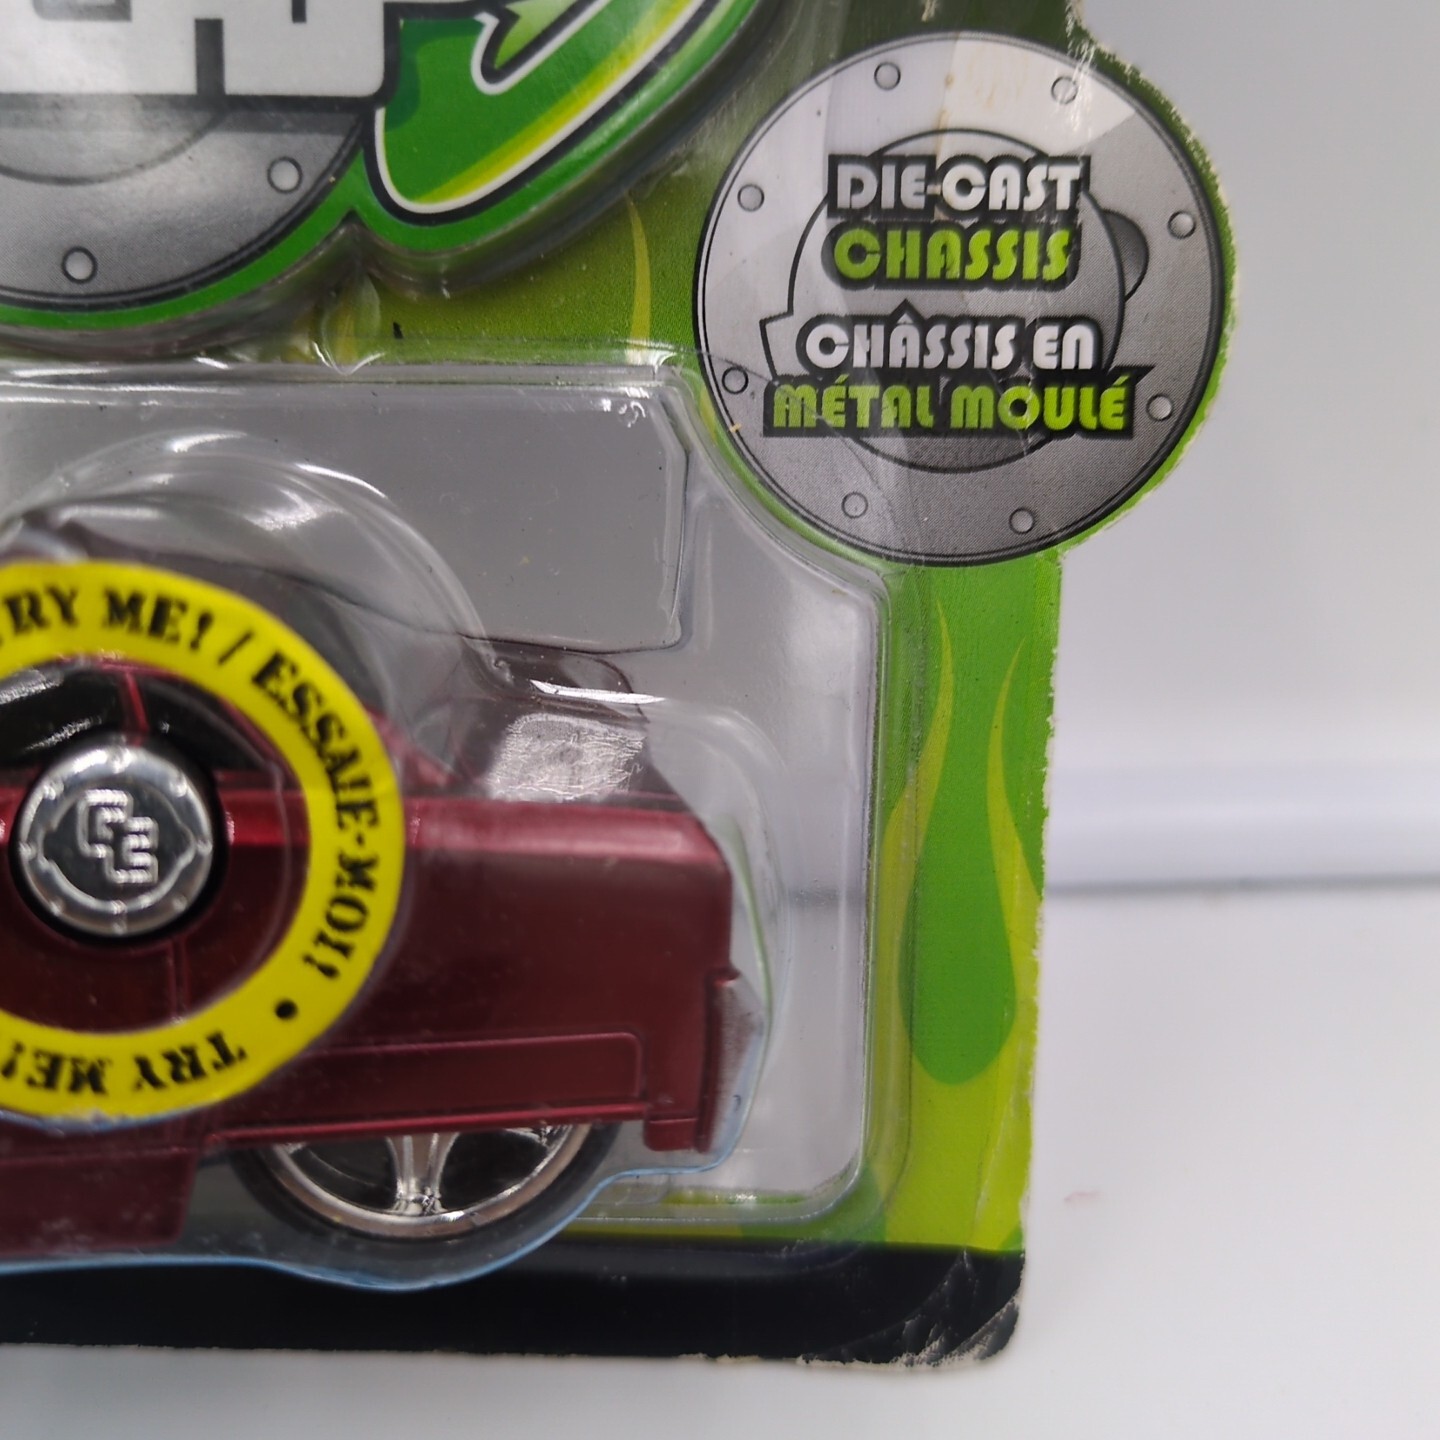 DIE-CAST
CHASSIS
CHÂSSIS EN
MÉTAL MOULÉ
TRY ME! / ESSAIE-MOI! • TRY ME!